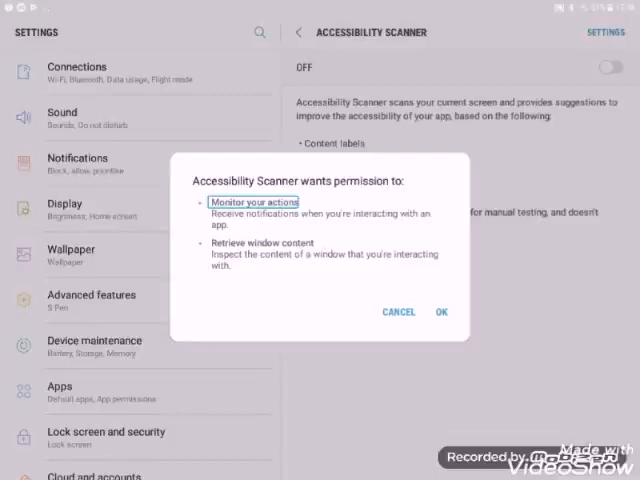 SETTINGS
Connections
Wi-Fi, Bluetooth, Data usage, Flight mode
Sound
Sounds, Do not disturb
Notifications
Block, allow, prioritise
Display
Brightness, Home screen
Wallpaper
Wallpaper
Advanced features
S Pen
Device maintenance
Battery, Storage, Memory
Apps
Default apps, App permissions
Lock screen and security
Lock screen
Cloud and accounts
ACCESSIBILITY SCANNER
SETTINGS
OFF
Accessibility Scanner scans your current screen and provides suggestions to
improve the accessibility of your app, based on the following:
• Content labels
for manual testing, and doesn't
Accessibility Scanner wants permission to:
• Monitor your actions
Receive notifications when you're interacting with an
app.
• Retrieve window content
Inspect the content of a window that you're interacting
with.
CANCEL
OK
Recorded by
Made with
VideoShow